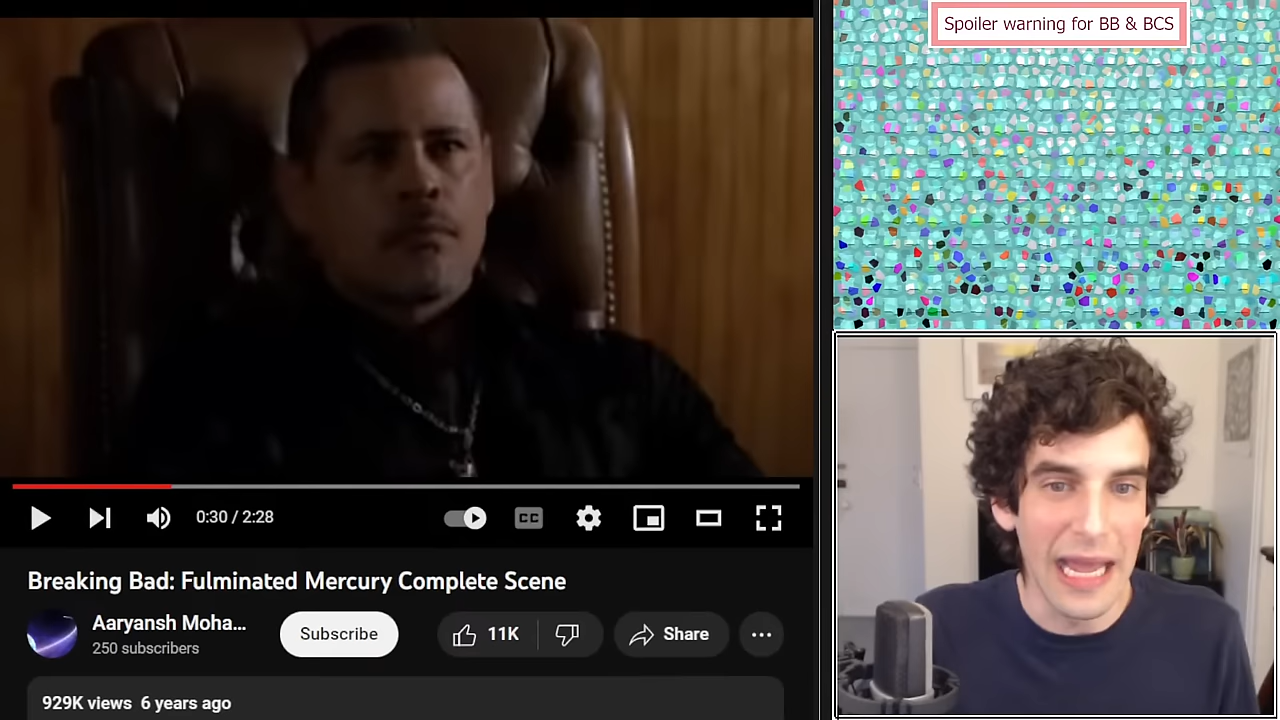 Spoiler warning for BB & BCS
0:30 / 2:28
CC
Breaking Bad: Fulminated Mercury Complete Scene
Aaryansh Moha...
250 subscribers
Subscribe
11K
Share
929K views 6 years ago